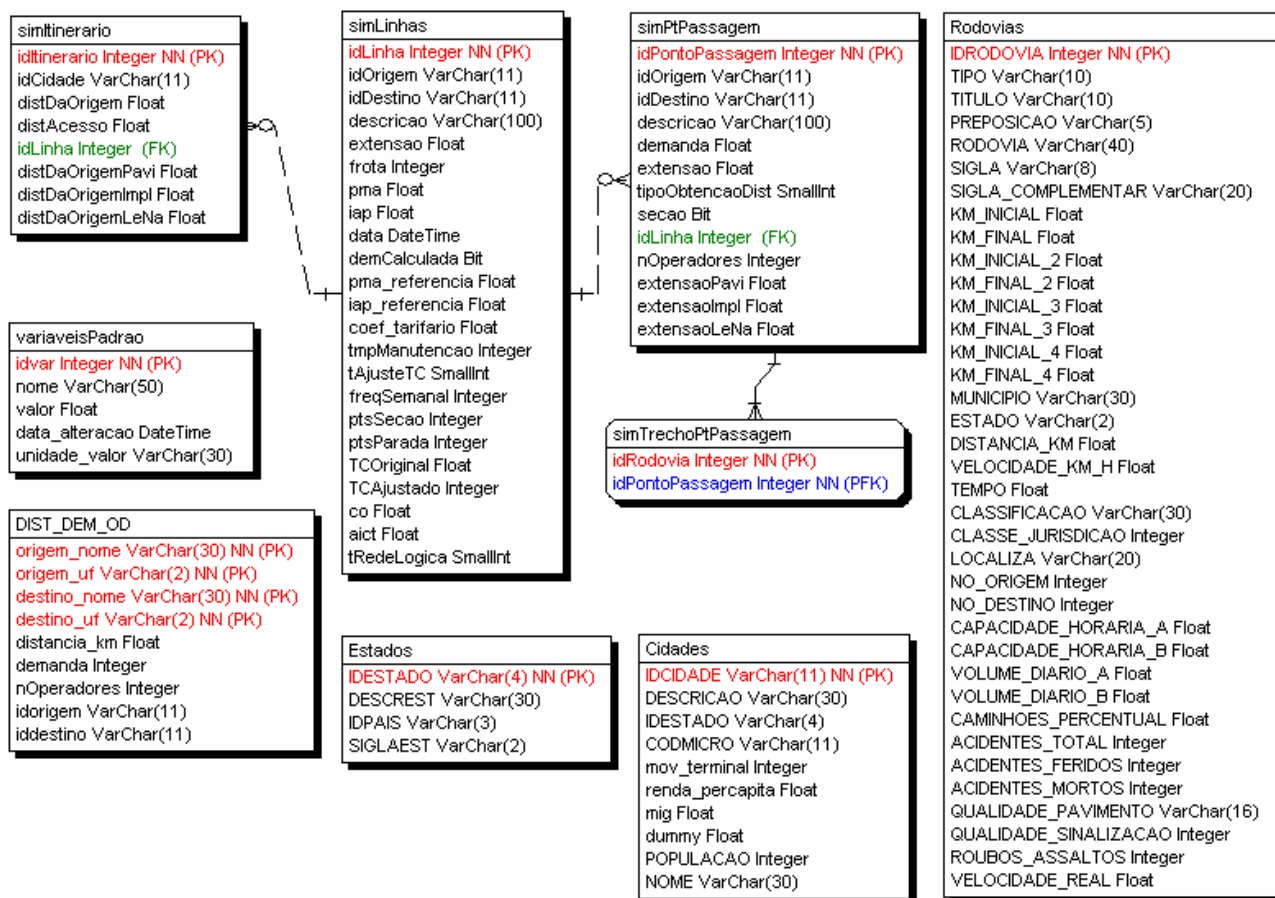 simItinerario
idItinerario Integer NN (PK)
idCidade VarChar(11)
distDaOrigem Float
distAcesso Float
idLinha Integer (FK)
distDaOrigemPavi Float
distDaOrigemImpl Float
distDaOrigemLeNa Float
variaveisPadrao
idvar Integer NN (PK)
nome VarChar(50)
valor Float
data_alteracao DateTime
unidade_valor VarChar(30)
DIST_DEM_OD
origem_nome VarChar(30) NN (PK)
origem_uf VarChar(2) NN (PK)
destino_nome VarChar(30) NN (PK)
destino_uf VarChar(2) NN (PK)
distancia_km Float
demanda Integer
nOperadores Integer
idorigem VarChar(11)
iddestino VarChar(11)
simLinhas
idLinha Integer NN (PK)
idOrigem VarChar(11)
idDestino VarChar(11)
descricao VarChar(100)
extensao Float
frota Integer
pma Float
iap Float
data DateTime
demCalculada Bit
pma_referencia Float
iap_referencia Float
coef_tarifario Float
tmpManutencao Integer
tAjusteTC SmallInt
freqSemanal Integer
ptsSecao Integer
ptsParada Integer
TCOriginal Float
TCAjustado Integer
co Float
aict Float
tRedeLogica SmallInt
Estados
IDESTADO VarChar(4) NN (PK)
DESCREST VarChar(30)
IDPAIS VarChar(3)
SIGLAEST VarChar(2)
simPtPassagem
idPontoPassagem Integer NN (PK)
idOrigem VarChar(11)
idDestino VarChar(11)
descricao VarChar(100)
demanda Float
extensao Float
tipoObtencaoDist SmallInt
secao Bit
idLinha Integer (FK)
nOperadores Integer
extensaoPavi Float
extensaoImpl Float
extensaoLeNa Float
simTrechoPtPassagem
idRodovia Integer NN (PK)
idPontoPassagem Integer NN (PFK)
Cidades
IDCIDADE VarChar(11) NN (PK)
DESCRICAO VarChar(30)
IDESTADO VarChar(4)
CODMICRO VarChar(11)
mov_terminal Integer
renda_percapita Float
mig Float
dummy Float
POPULACAO Integer
NOME VarChar(30)
Rodovias
IDRODOVIA Integer NN (PK)
TIPO VarChar(10)
TITULO VarChar(10)
PREPOSICAO VarChar(5)
RODOVIA VarChar(40)
SIGLA VarChar(8)
SIGLA_COMPLEMENTAR VarChar(20)
KM_INICIAL Float
KM_FINAL Float
KM_INICIAL_2 Float
KM_FINAL_2 Float
KM_INICIAL_3 Float
KM_FINAL_3 Float
KM_INICIAL_4 Float
KM_FINAL_4 Float
MUNICIPIO VarChar(30)
ESTADO VarChar(2)
DISTANCIA_KM Float
VELOCIDADE_KM_H Float
TEMPO Float
CLASSIFICACAO VarChar(30)
CLASSE_JURISDICAO Integer
LOCALIZA VarChar(20)
NO_ORIGEM Integer
NO_DESTINO Integer
CAPACIDADE_HORARIA_A Float
CAPACIDADE_HORARIA_B Float
VOLUME_DIARIO_A Float
VOLUME_DIARIO_B Float
CAMINHOES_PERCENTUAL Float
ACIDENTES_TOTAL Integer
ACIDENTES_FERIDOS Integer
ACIDENTES_MORTOS Integer
QUALIDADE_PAVIMENTO VarChar(16)
QUALIDADE_SINALIZACAO Integer
ROUBOS_ASSALTOS Integer
VELOCIDADE_REAL Float